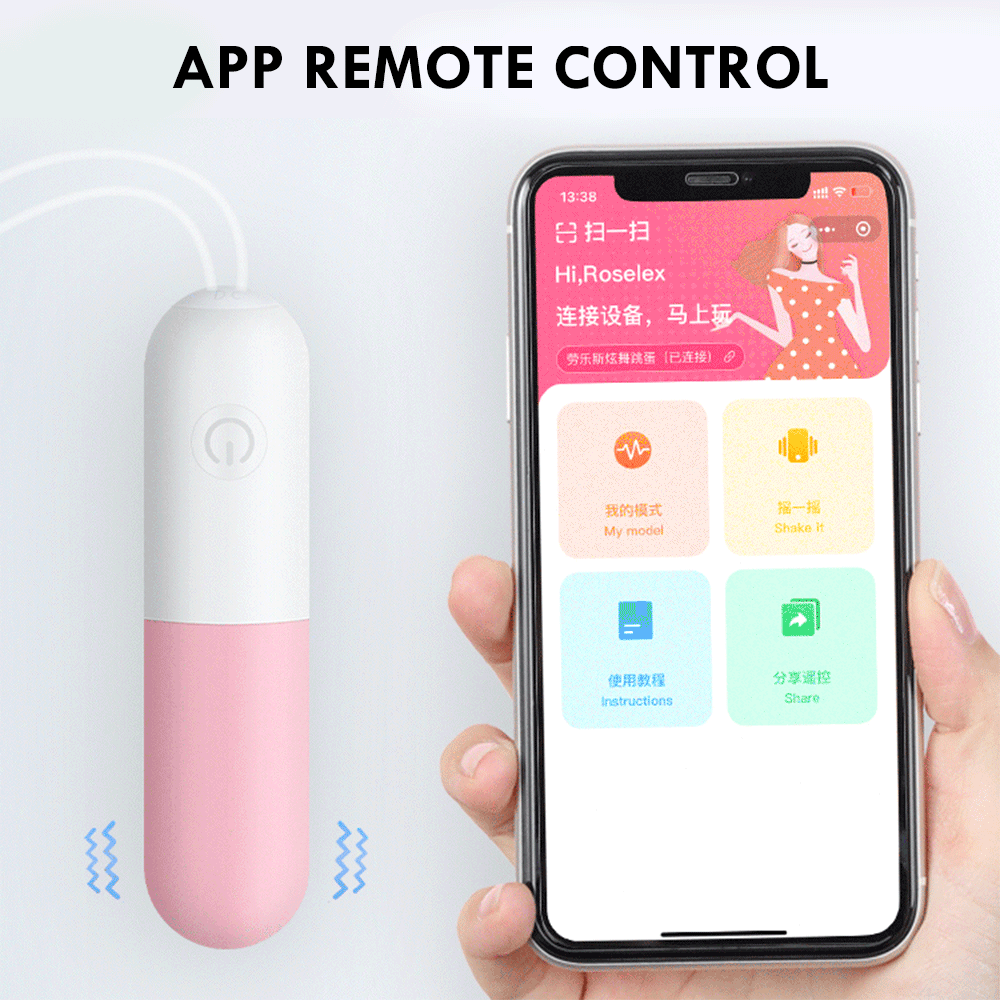 APP REMOTE CONTROL
13:38
扫一扫
Hi,Roselex
连接设备，马上玩
劳乐斯炫舞跳蛋（已连接）
我的模式
My model
摇一摇
Shake it
使用教程
Instructions
分享遥控
Share